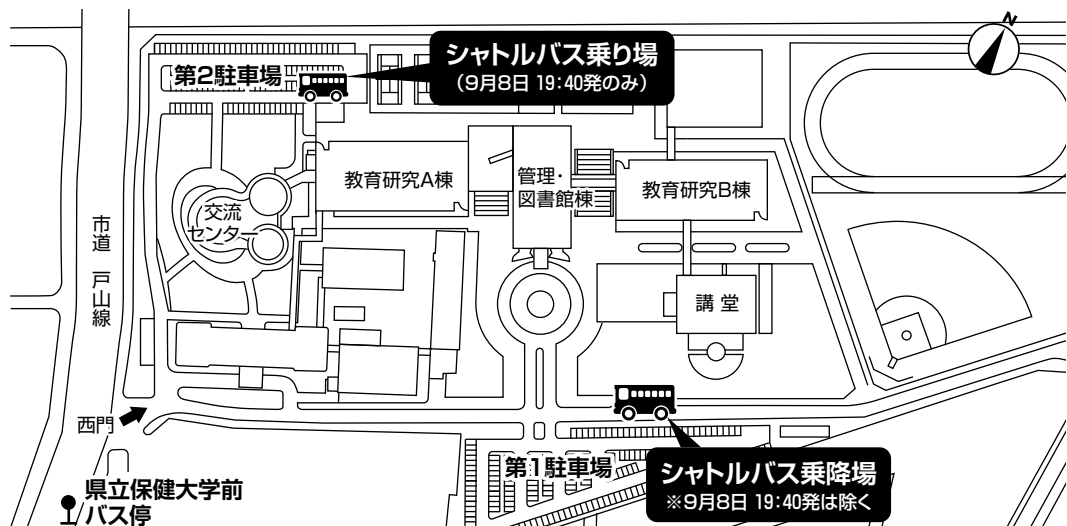 N
シャトルバス乗り場
(9月8日 19:40発のみ)
第2駐車場
教育研究A棟
管理・
図書館棟
教育研究B棟
交流
センター
市道 戸山線
講堂
西門
第1駐車場
シャトルバス乗降場
※9月8日 19:40発は除く
県立保健大学前
バス停